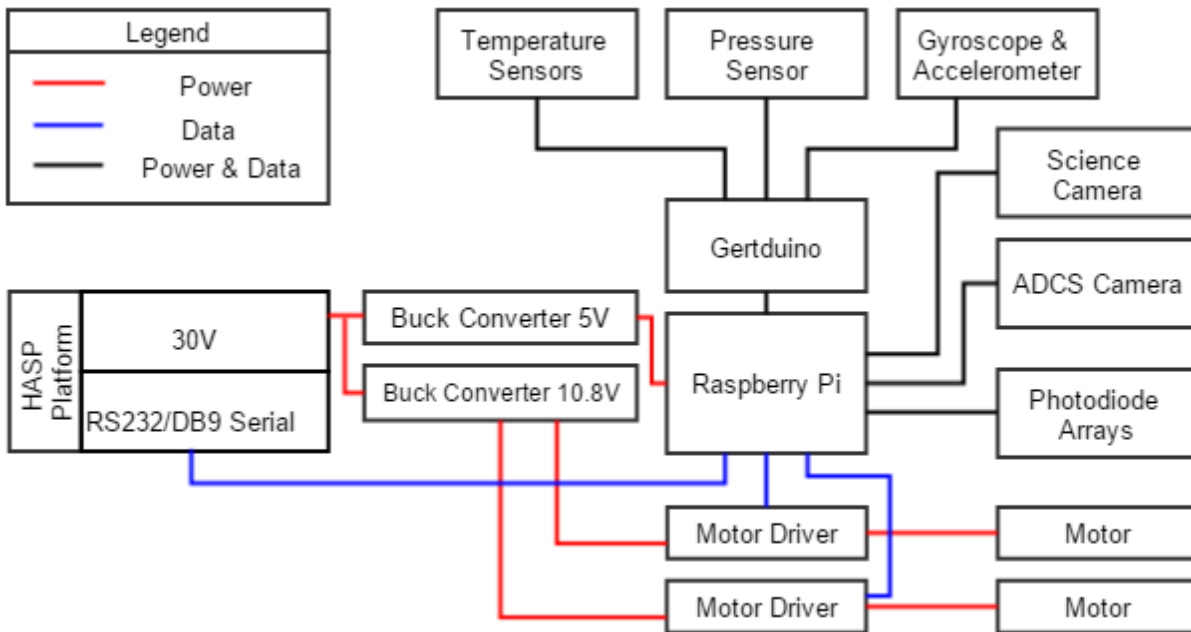 Legend
Power
Data
Power & Data
Temperature
Sensors
Pressure
Sensor
Gyroscope &
Accelerometer
Science
Camera
Gertduino
ADCS Camera
HASP
Platform
30V
RS232/DB9 Serial
Buck Converter 5V
Buck Converter 10.8V
Raspberry Pi
Photodiode
Arrays
Motor Driver
Motor
Motor Driver
Motor